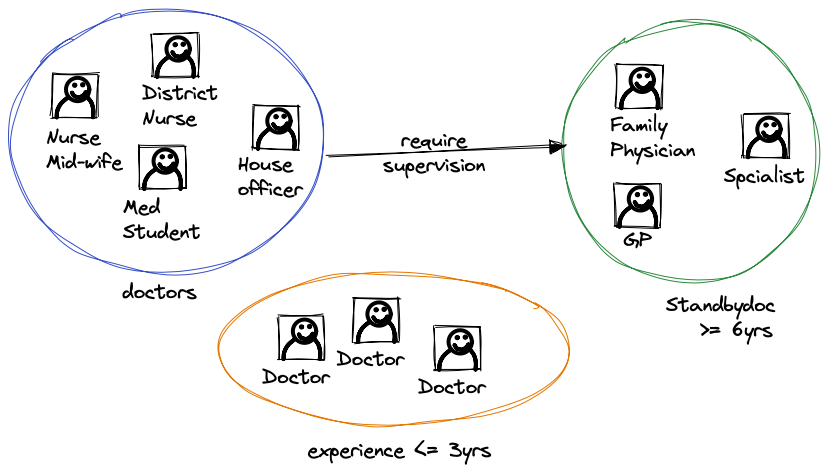 District
Nurse
Nurse
Mid-wife
House
officer
Med
Student
doctors
require
supervision
Family
Physician
Spcialist
GP
Standbydoc
>= 6yrs
Doctor
Doctor
Doctor
experience <= 3yrs